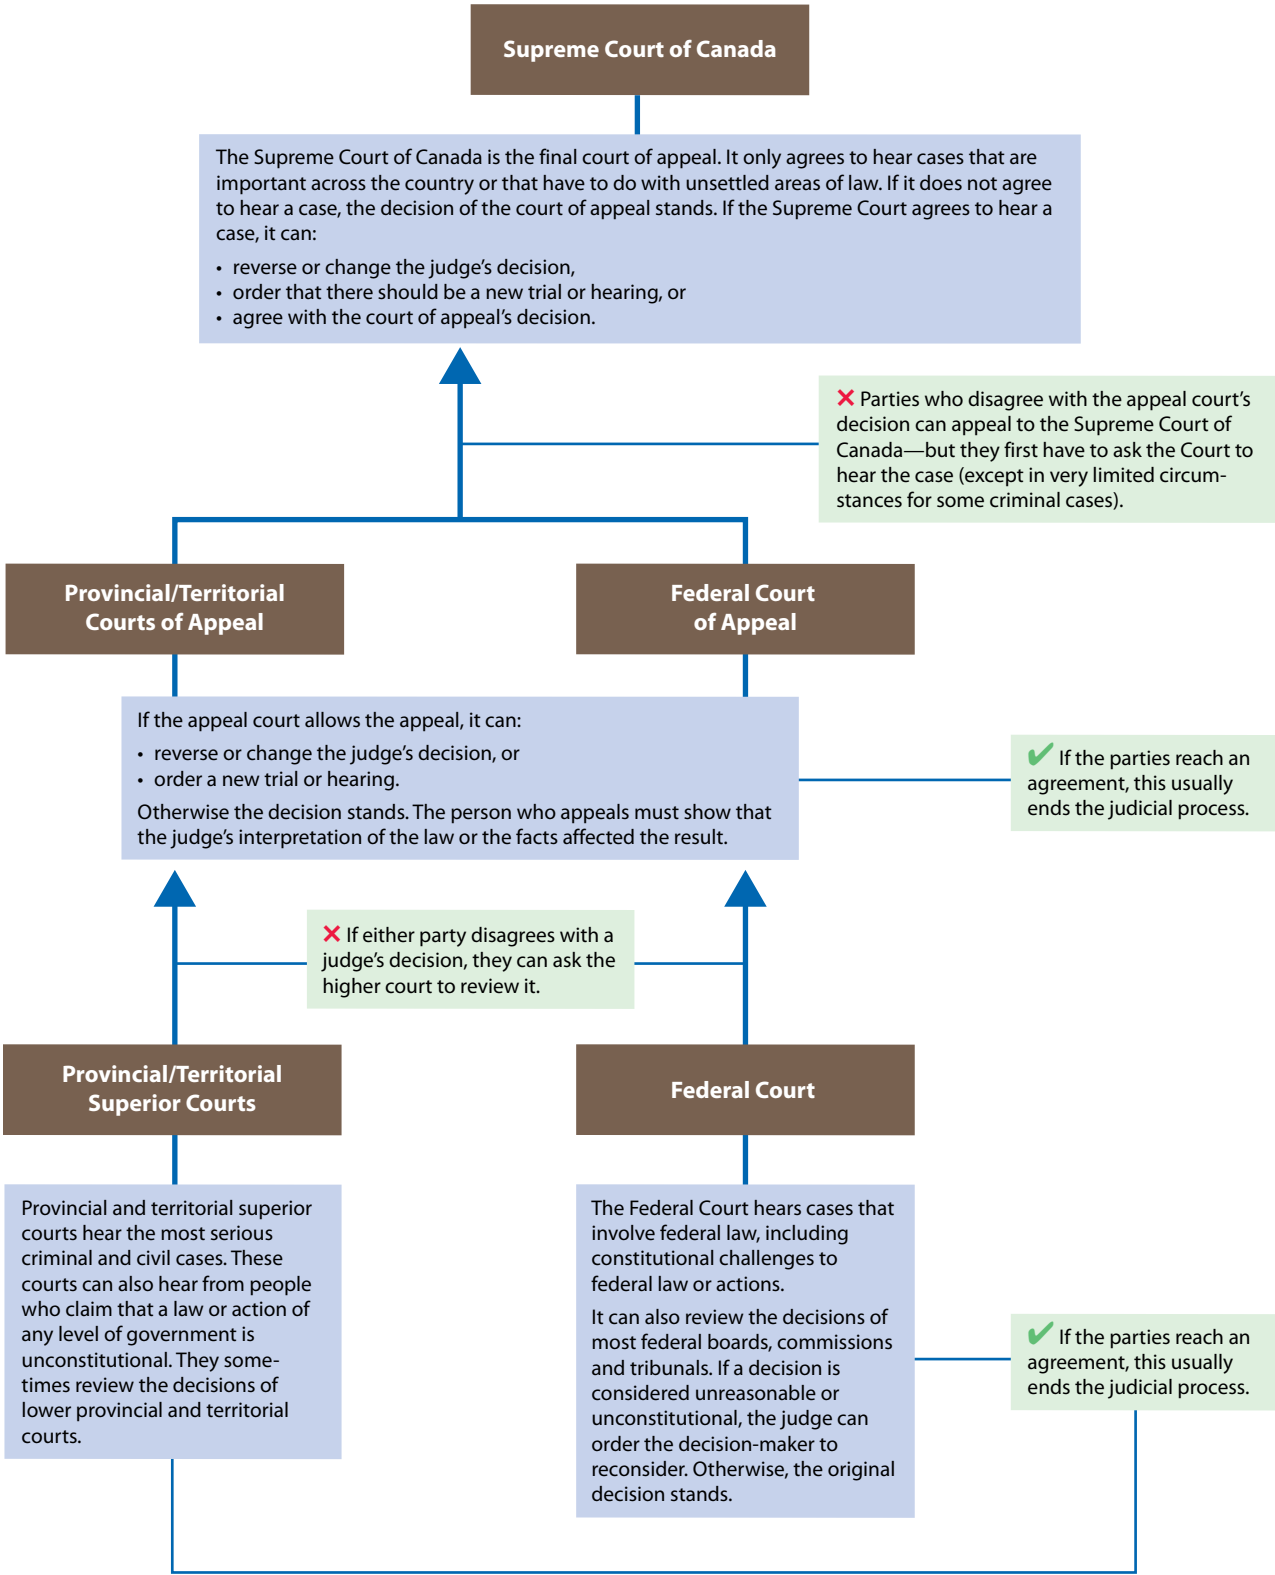 Supreme Court of Canada
The Supreme Court of Canada is the final court of appeal. It only agrees to hear cases that are
important across the country or that have to do with unsettled areas of law. If it does not agree
to hear a case, the decision of the court of appeal stands. If the Supreme Court agrees to hear a
case, it can:
• reverse or change the judge’s decision,
• order that there should be a new trial or hearing, or
• agree with the court of appeal’s decision.
✕ Parties who disagree with the appeal court’s
decision can appeal to the Supreme Court of
Canada—but they first have to ask the Court to
hear the case (except in very limited circum-
stances for some criminal cases).
Provincial/Territorial
Courts of Appeal
Federal Court
of Appeal
If the appeal court allows the appeal, it can:
• reverse or change the judge’s decision, or
• order a new trial or hearing.
Otherwise the decision stands. The person who appeals must show that
the judge’s interpretation of the law or the facts affected the result.
✔ If the parties reach an
agreement, this usually
ends the judicial process.
✕ If either party disagrees with a
judge’s decision, they can ask the
higher court to review it.
Provincial/Territorial
Superior Courts
Federal Court
Provincial and territorial superior
courts hear the most serious
criminal and civil cases. These
courts can also hear from people
who claim that a law or action of
any level of government is
unconstitutional. They some-
times review the decisions of
lower provincial and territorial
courts.
The Federal Court hears cases that
involve federal law, including
constitutional challenges to
federal law or actions.
It can also review the decisions of
most federal boards, commissions
and tribunals. If a decision is
considered unreasonable or
unconstitutional, the judge can
order the decision-maker to
reconsider. Otherwise, the original
decision stands.
✔ If the parties reach an
agreement, this usually
ends the judicial process.